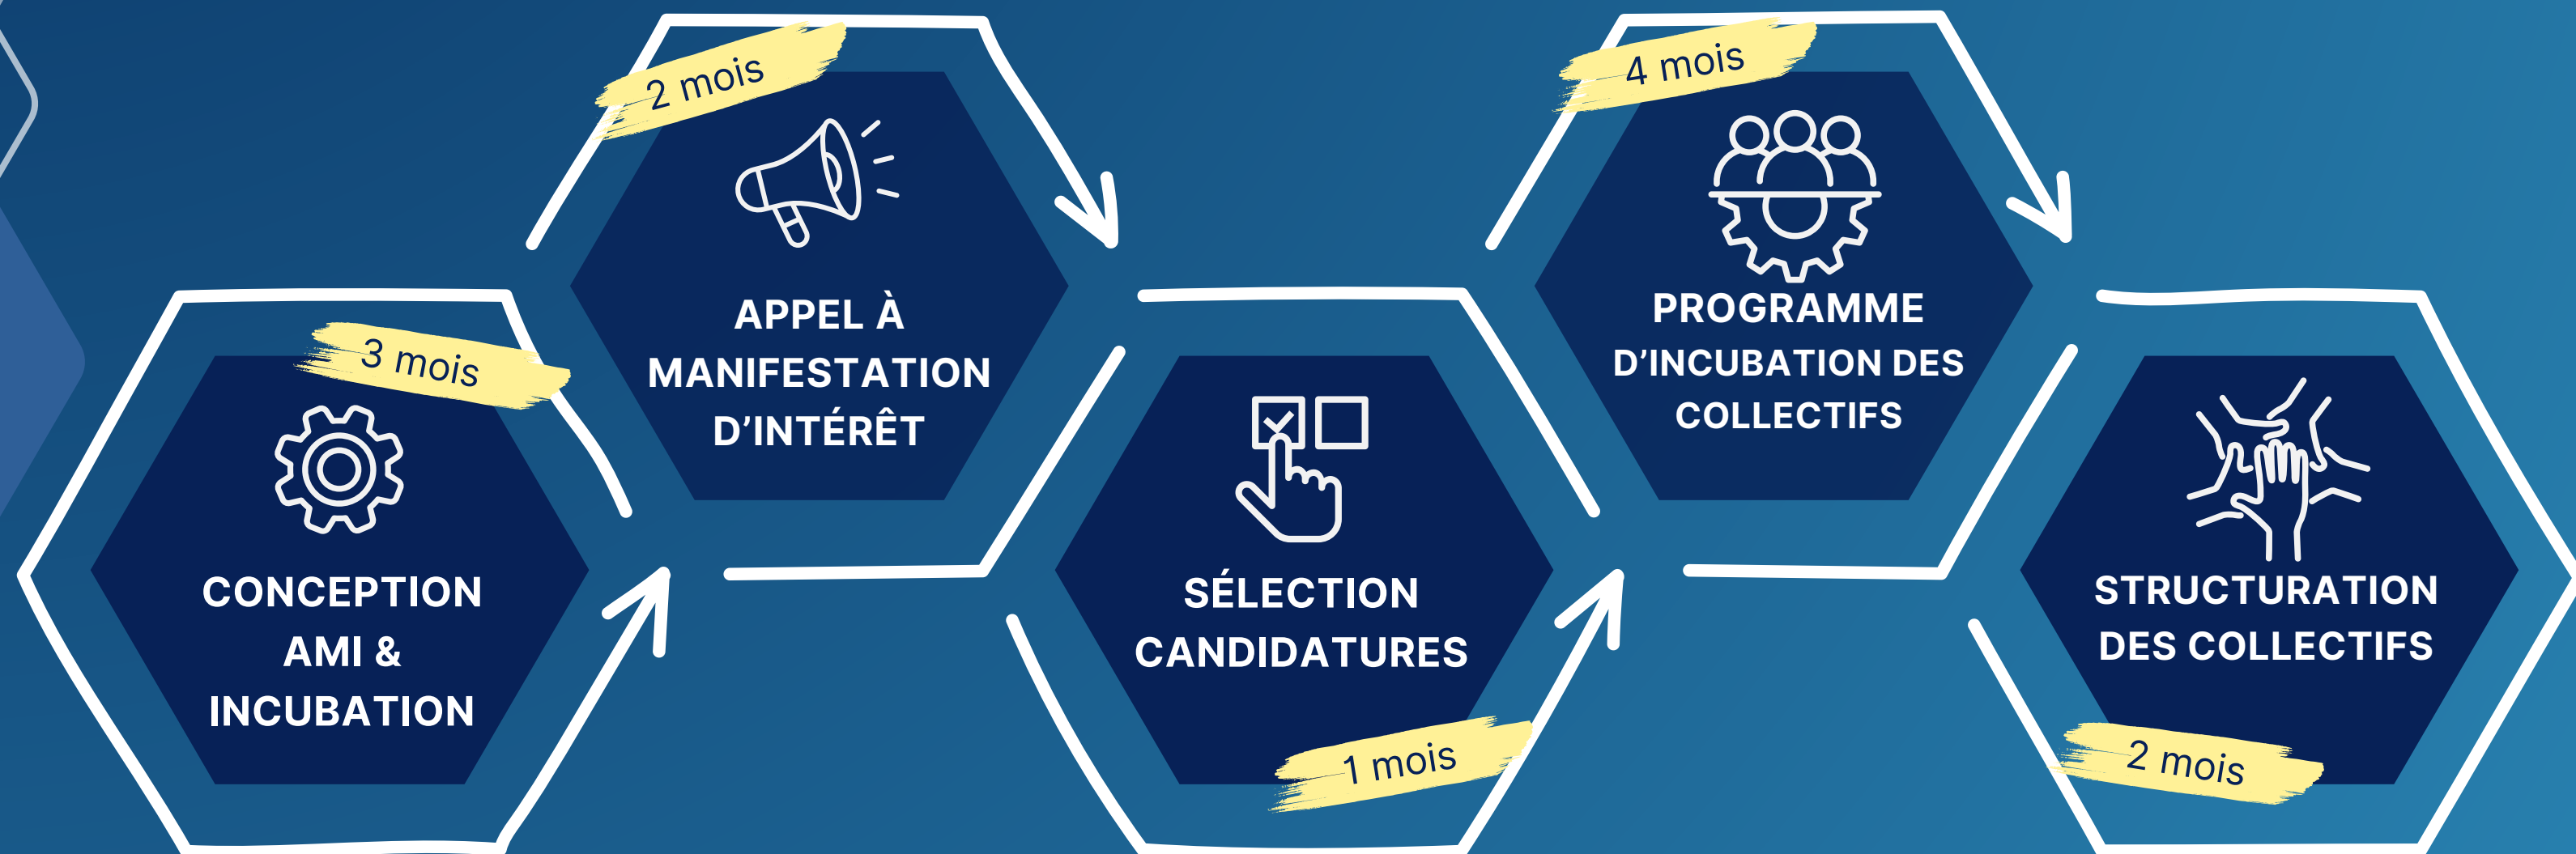 3 mois
CONCEPTION
AMI &
INCUBATION
2 mois
APPEL À
MANIFESTATION
D'INTÉRÊT
SÉLECTION
CANDIDATURES
1 mois
4 mois
PROGRAMME
D'INCUBATION DES
COLLECTIFS
STRUCTURATION
DES COLLECTIFS
2 mois